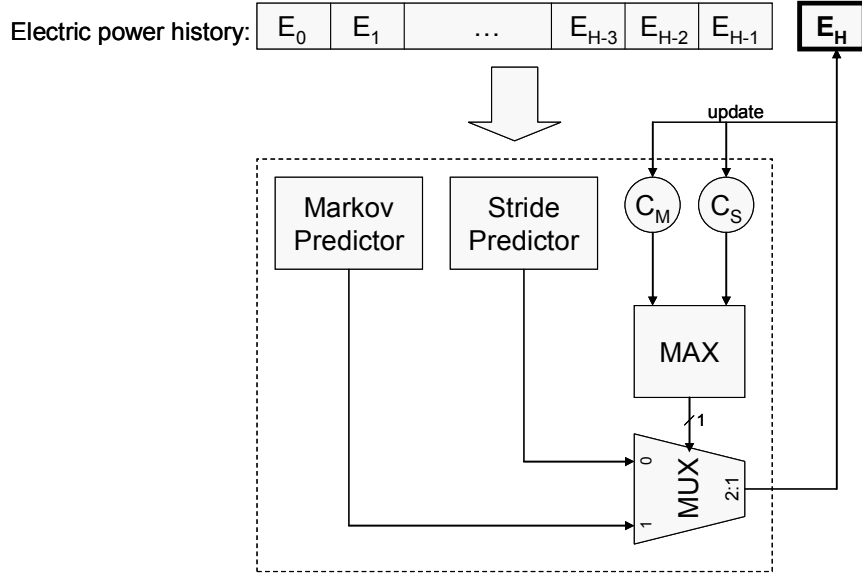 Electric power history: E0 E1 … EH-3 EH-2 EH-1 EH
update
Markov Predictor
Stride Predictor
CM CS
MAX
1
0
MUX
2:1
1